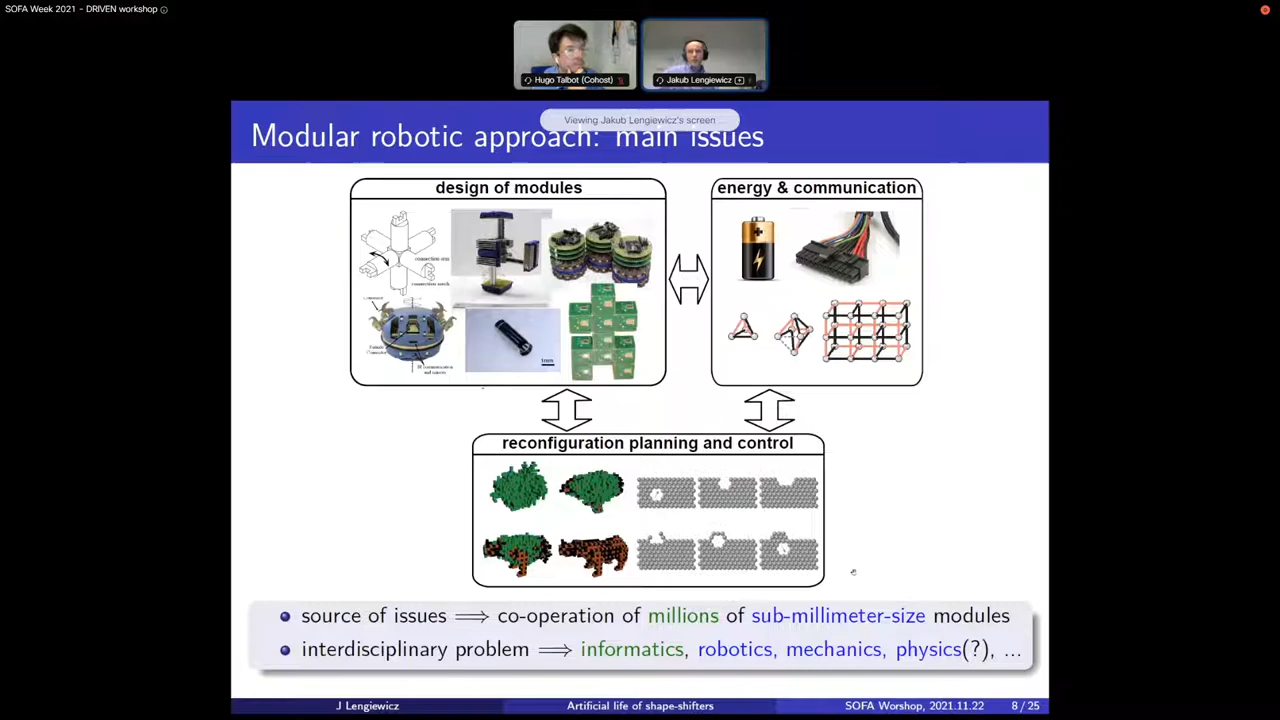 SOFA Week 2021 - DRIVEN workshop
Hugo Talbot (Cohost)
Jakub Lengiewicz
Viewing Jakub Lengiewicz's screen
Modular robotic approach: main issues
design of modules
energy & communication
1mm
reconfiguration planning and control
source of issues ⟹ co-operation of millions of sub-millimeter-size modules
interdisciplinary problem ⟹ informatics, robotics, mechanics, physics(?), ...
J Lengiewicz
Artificial life of shape-shifters
SOFA Worshop, 2021.11.22
8 / 25